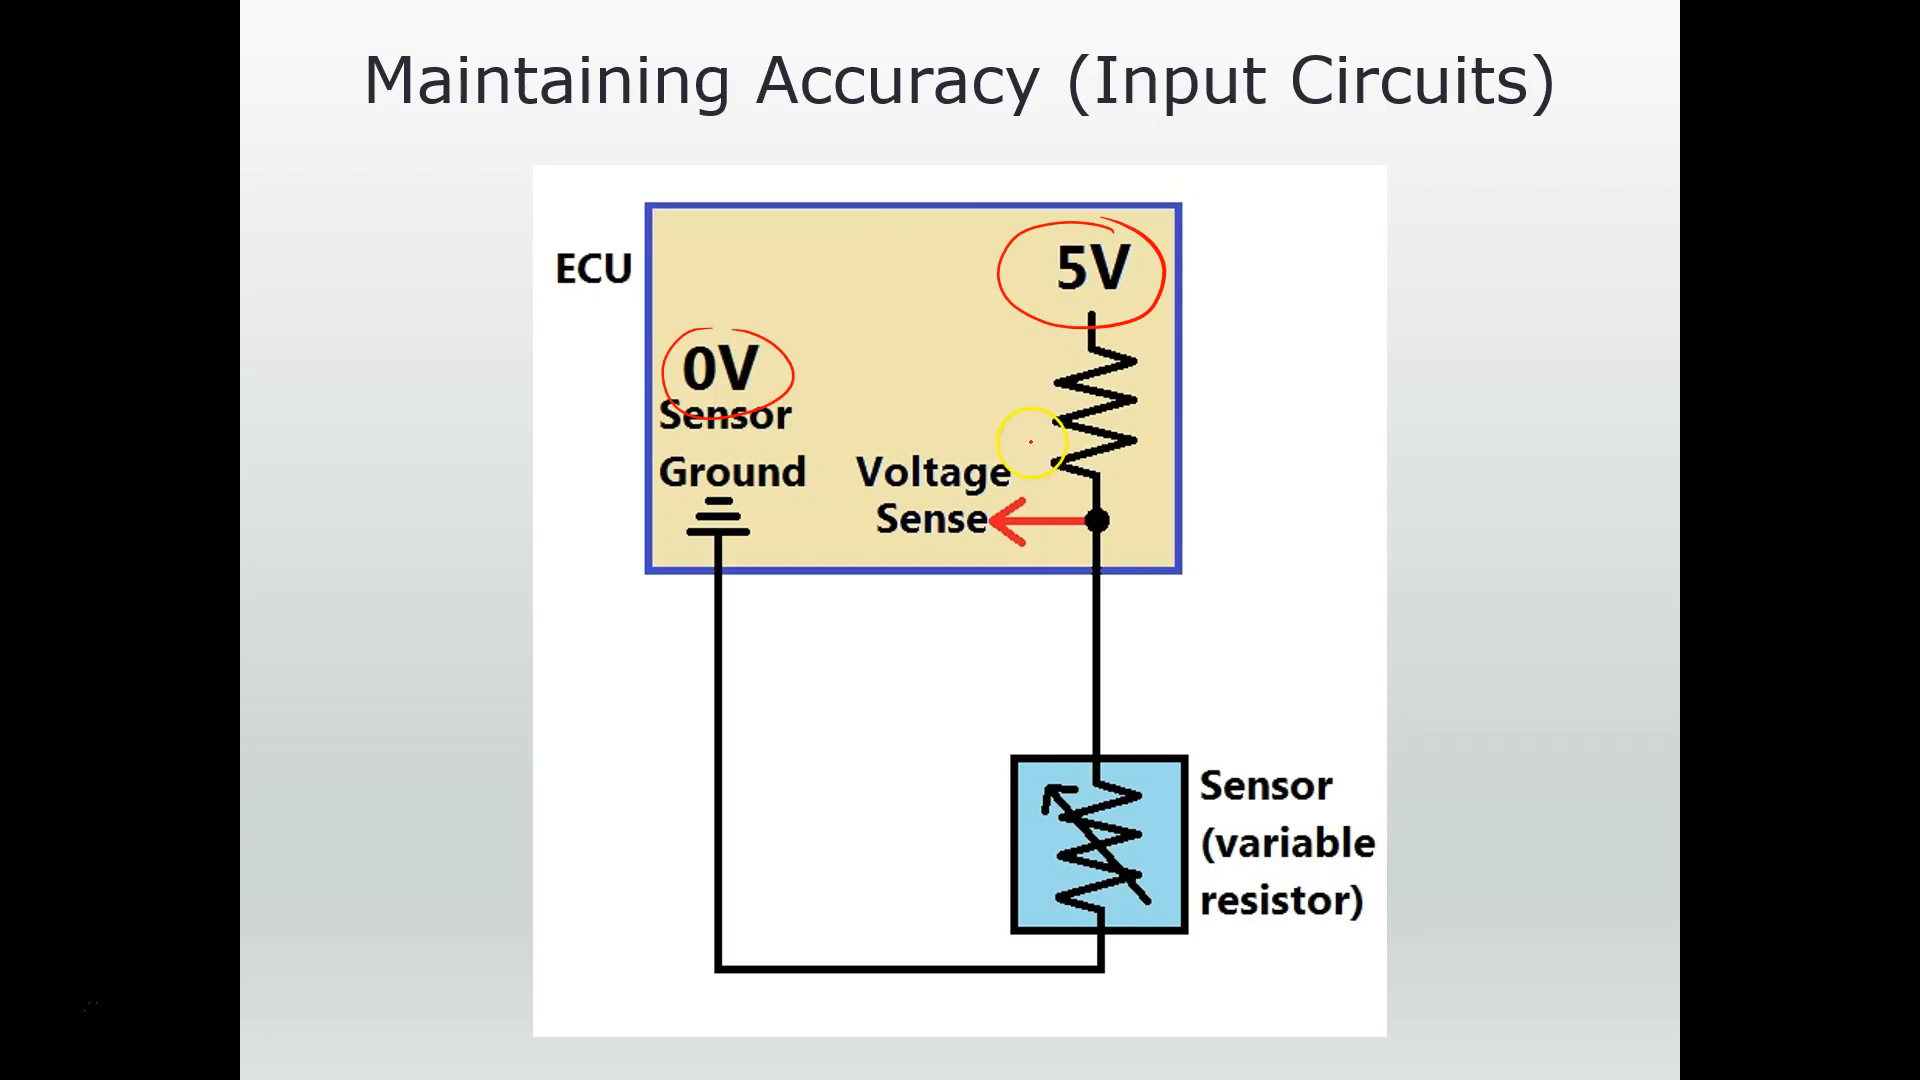 Maintaining Accuracy (Input Circuits)
ECU
5V
0V
Sensor
Ground
Voltage
Sense
Sensor
(variable
resistor)